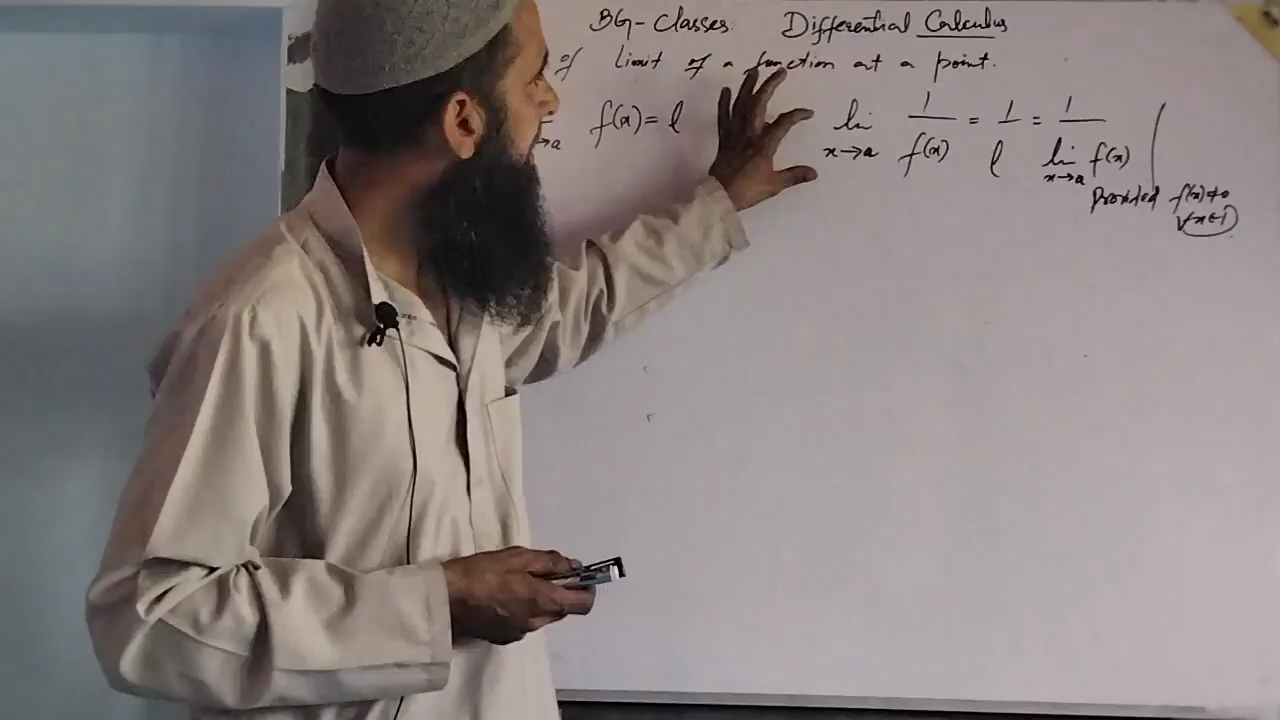 BG-Classes. Differential Calculus
of limit of a function at a point.
x→a f(x)=l lim x→a 1/f(x) = 1/l = 1/lim x→a f(x)
Provided f(x)≠0
∀x∈I